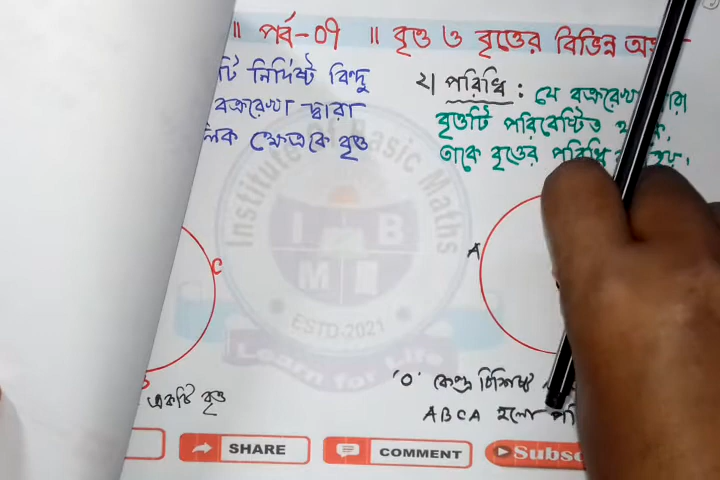 ॥ পর্ব-০৭ ॥ বৃত্ত ও বৃত্তের বিভিন্ন
টি নির্দিষ্ট বিন্দু
বক্ররেখা দ্বারা
ক্ষেত্রকে বৃত্ত
২। পরিধি : যে বক্ররেখা দ্বারা
বৃত্তটি পরিবেষ্টিত
তাকে বৃত্তের পরিধি
C
A
একটি বৃত্ত
'O' কেন্দ্র বিশিষ্ট
ABCA হলো
Institute of Basic Maths
I B
M
ESTD-2021
Learn for Life
SHARE
COMMENT
Subsc